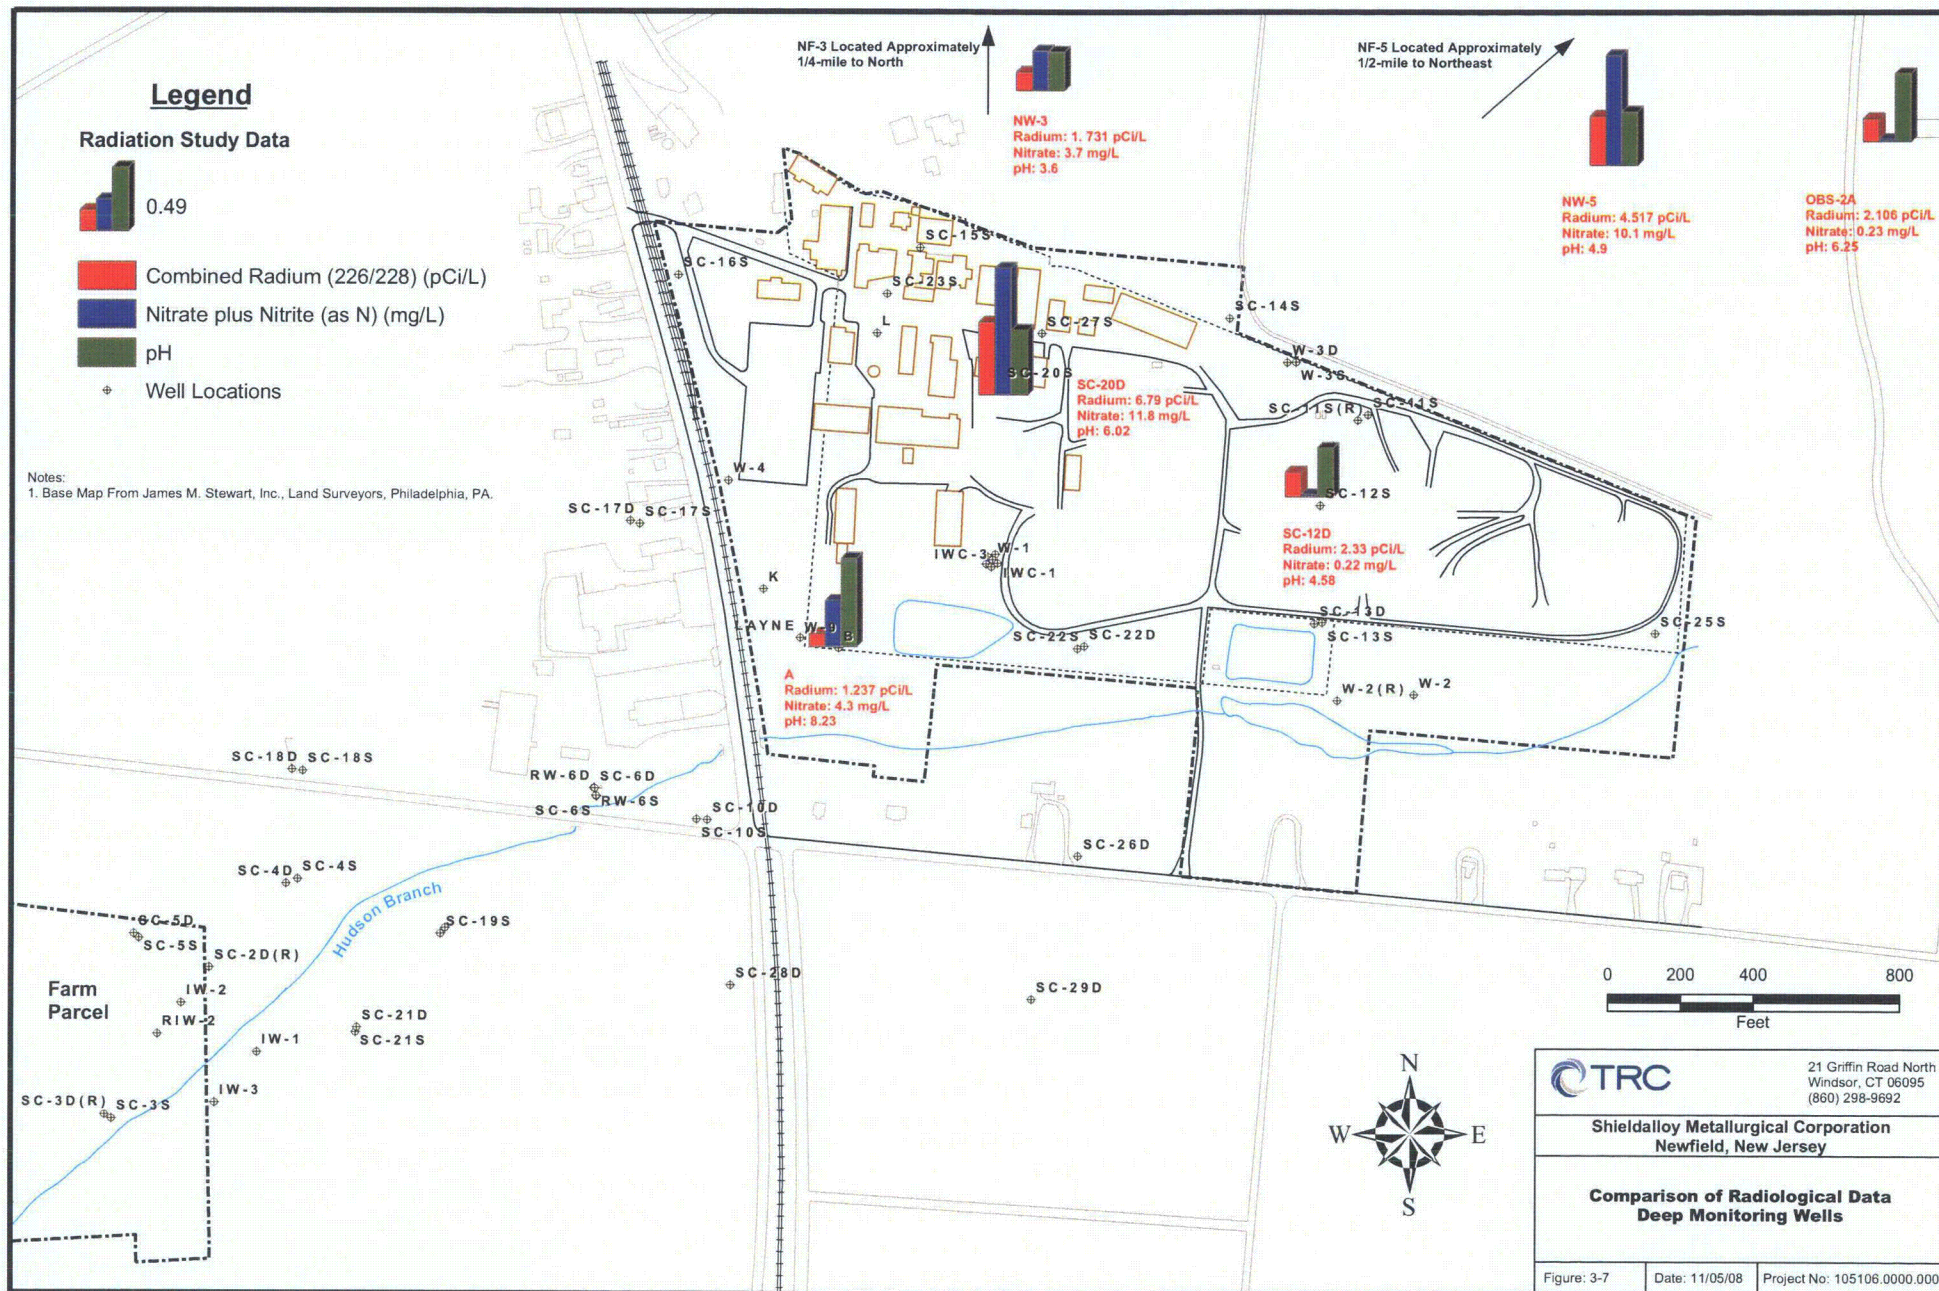 Legend
Radiation Study Data
0.49
Combined Radium (226/228) (pCi/L)
Nitrate plus Nitrite (as N) (mg/L)
pH
Well Locations
Notes:
1. Base Map From James M. Stewart, Inc., Land Surveyors, Philadelphia, PA.
NF-3 Located Approximately
1/4-mile to North
NW-3
Radium: 1. 731 pCi/L
Nitrate: 3.7 mg/L
pH: 3.6
NF-5 Located Approximately
1/2-mile to Northeast
NW-5
Radium: 4.517 pCi/L
Nitrate: 10.1 mg/L
pH: 4.9
OBS-2A
Radium: 2.106 pCi/L
Nitrate: 0.23 mg/L
pH: 6.25
SC-15S
SC-16S
SC-23S
L
SC-27S
SC-14S
W-3D
W-3S
SC-20S
SC-20D
Radium: 6.79 pCi/L
Nitrate: 11.8 mg/L
pH: 6.02
SC-11S(R)
SC-11S
W-4
SC-12S
SC-17D
SC-17S
SC-12D
Radium: 2.33 pCi/L
Nitrate: 0.22 mg/L
pH: 4.58
IWC-3
W-1
IWC-1
K
LAYNE
W-9
B
SC-22S
SC-22D
SC-13D
SC-13S
SC-25S
A
Radium: 1.237 pCi/L
Nitrate: 4.3 mg/L
pH: 8.23
W-2(R)
W-2
SC-18D
SC-18S
RW-6D
SC-6D
RW-6S
SC-6S
SC-10D
SC-10S
SC-26D
SC-4D
SC-4S
Hudson Branch
SC-5D
SC-5S
SC-19S
SC-2D(R)
Farm
Parcel
IW-2
RIW-2
SC-28D
SC-29D
SC-21D
SC-21S
IW-1
IW-3
SC-3D(R)
SC-3S
0 200 400 800
Feet
N
W
E
S
TRC
21 Griffin Road North
Windsor, CT 06095
(860) 298-9692
Shieldalloy Metallurgical Corporation
Newfield, New Jersey
Comparison of Radiological Data
Deep Monitoring Wells
Figure: 3-7
Date: 11/05/08
Project No: 105106.0000.000